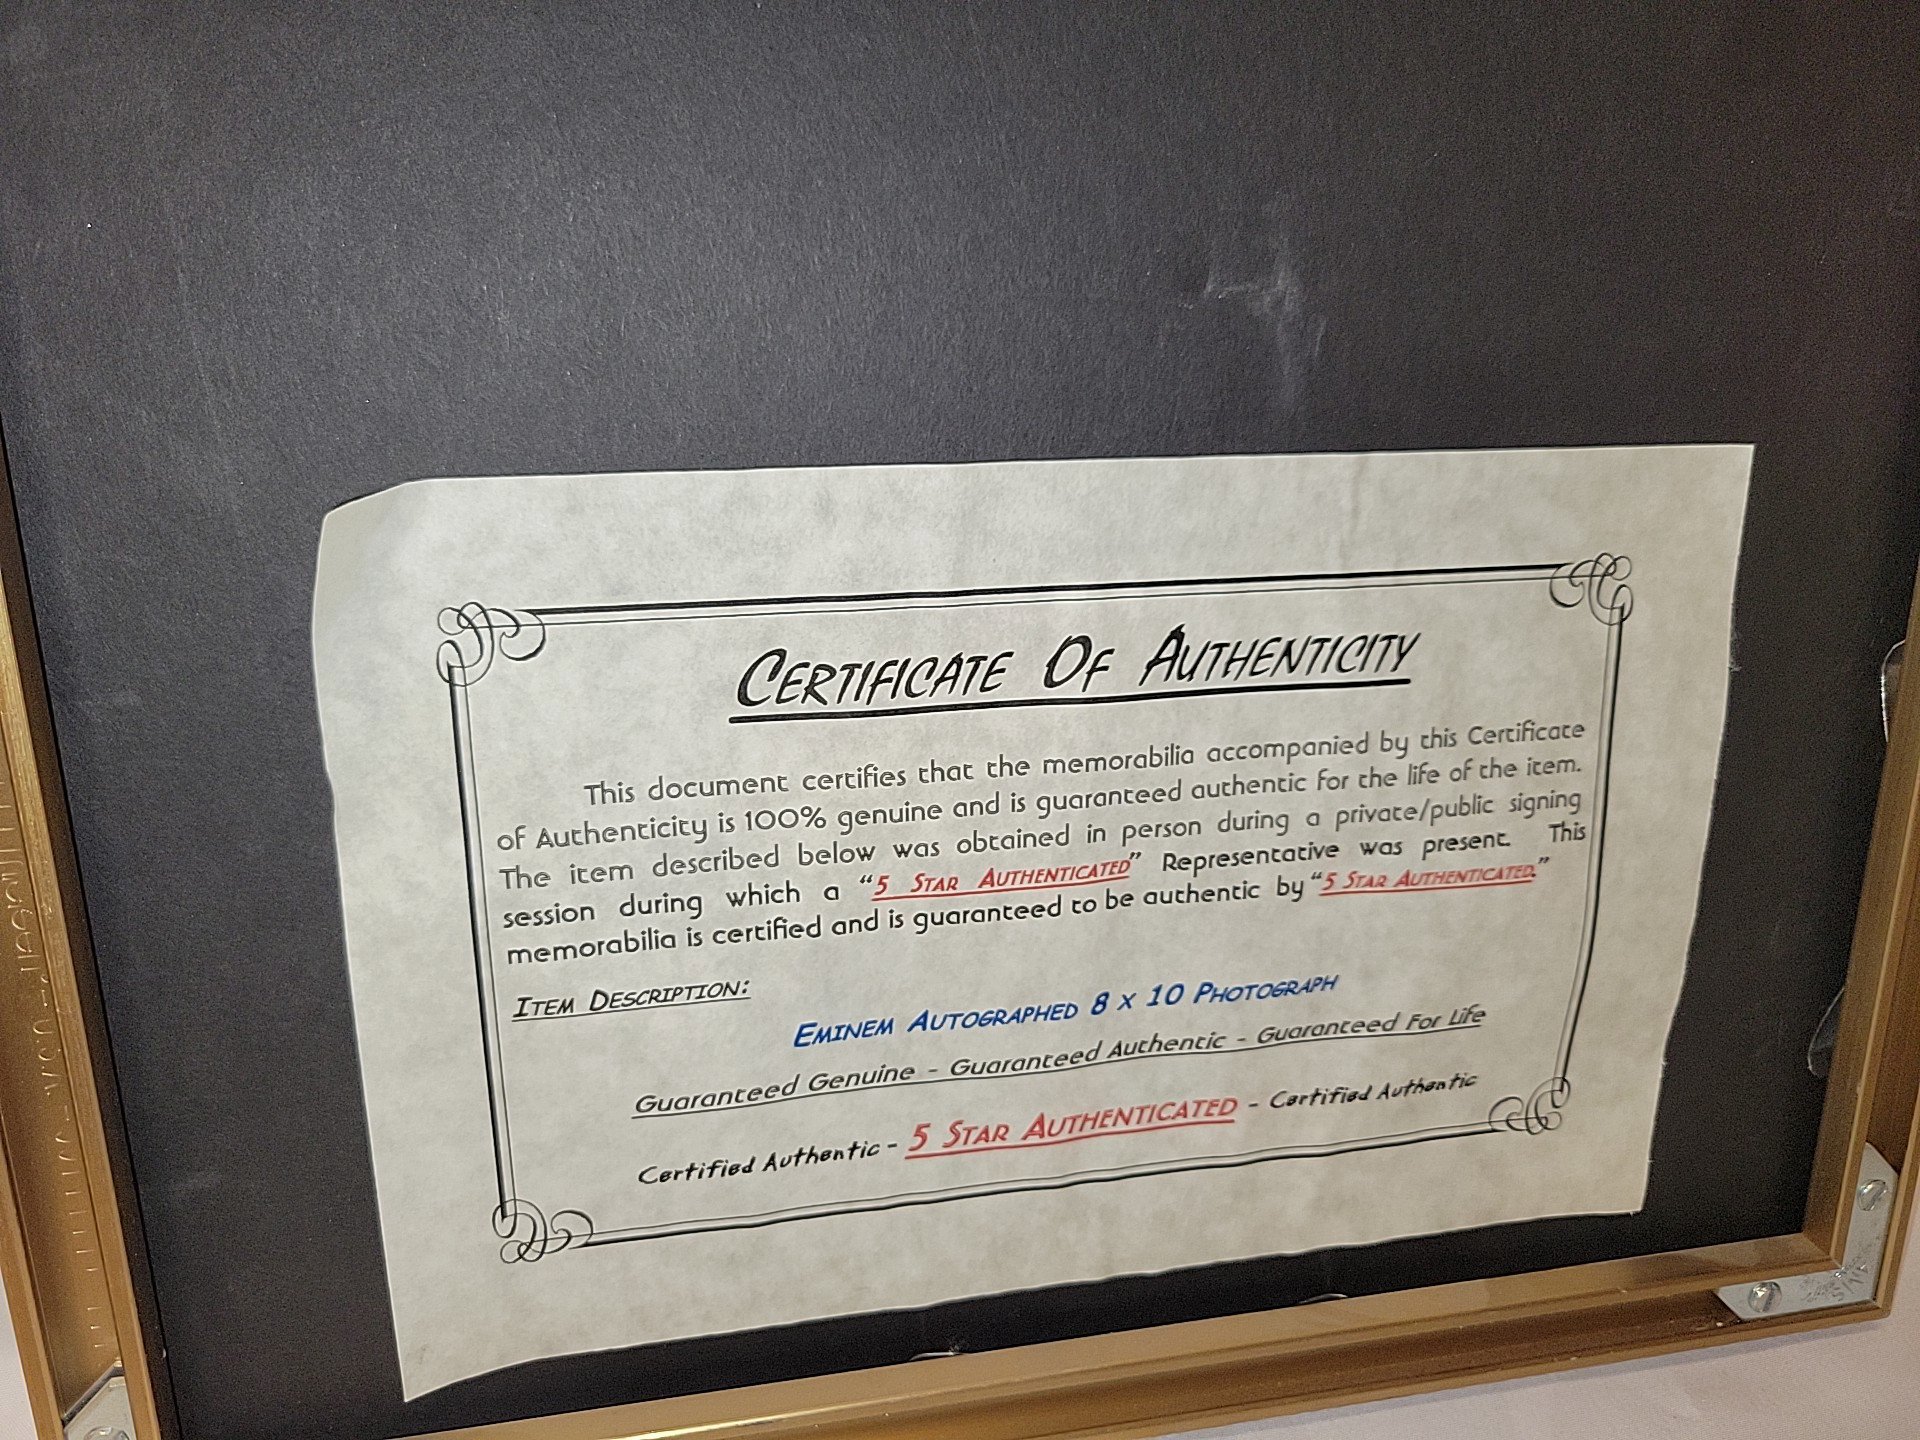 CERTIFICATE OF AUTHENTICITY
This document certifies that the memorabilia accompanied by this Certificate
of Authenticity is 100% genuine and is guaranteed authentic for the life of the item.
The item described below was obtained in person during a private/public signing
session during which a "5 STAR AUTHENTICATED" Representative was present. This
memorabilia is certified and is guaranteed to be authentic by "5 STAR AUTHENTICATED."
ITEM DESCRIPTION:
EMINEM AUTOGRAPHED 8 X 10 PHOTOGRAPH
Guaranteed Genuine - Guaranteed Authentic - Guaranteed For Life
Certified Authentic - 5 STAR AUTHENTICATED - Certified Authentic